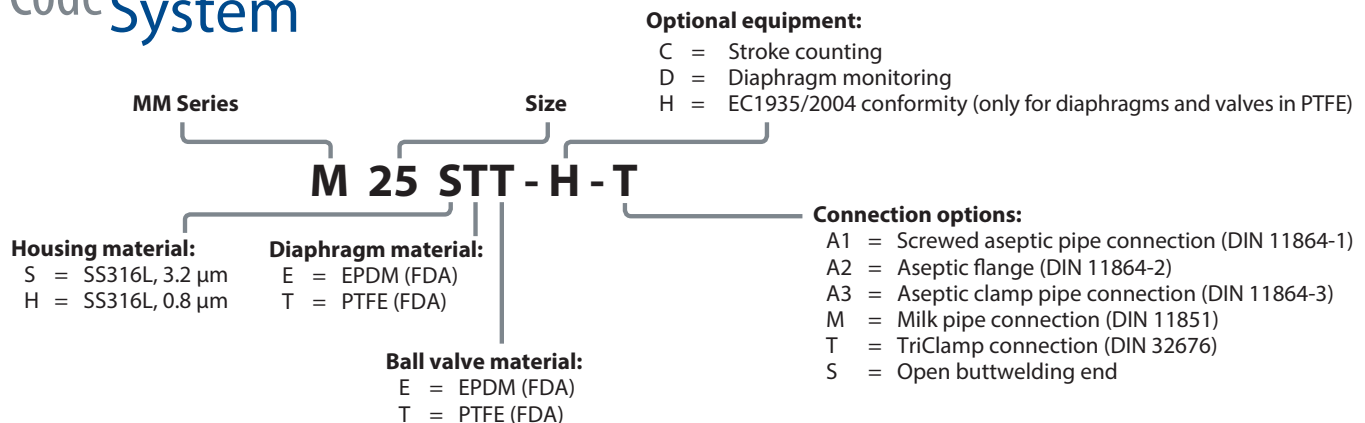 Code System
Optional equipment:
C = Stroke counting
D = Diaphragm monitoring
H = EC1935/2004 conformity (only for diaphragms and valves in PTFE)
MM Series
Size
M 25 STT - H - T
Housing material:
S = SS316L, 3.2 µm
H = SS316L, 0.8 µm
Diaphragm material:
E = EPDM (FDA)
T = PTFE (FDA)
Ball valve material:
E = EPDM (FDA)
T = PTFE (FDA)
Connection options:
A1 = Screwed aseptic pipe connection (DIN 11864-1)
A2 = Aseptic flange (DIN 11864-2)
A3 = Aseptic clamp pipe connection (DIN 11864-3)
M = Milk pipe connection (DIN 11851)
T = TriClamp connection (DIN 32676)
S = Open buttwelding end